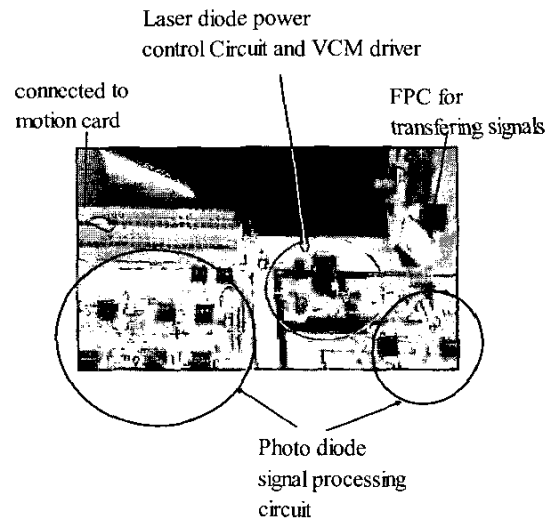 Laser diode power
control Circuit and VCM driver
connected to
motion card
FPC for
transfering signals
Photo diode
signal processing
circuit